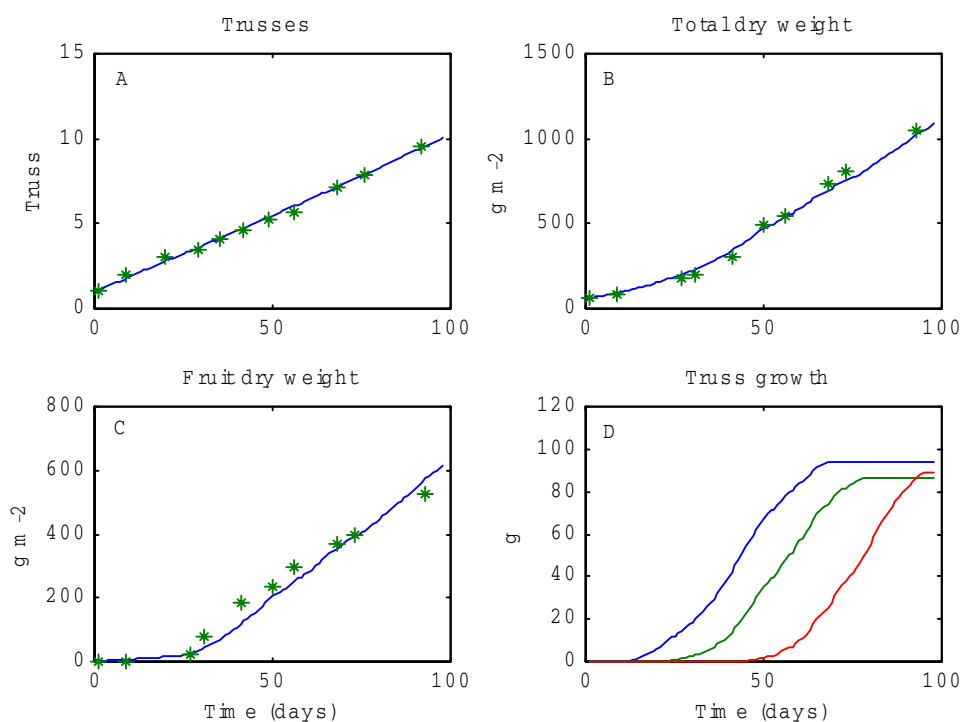 Trusses
15
A
10
Truss
5
0
0 50 100
Total dry weight
1500
B
1000
g m-2
500
0
0 50 100
Fruit dry weight
800
C
600
g m-2
400
200
0
0 50 100
Time (days)
Truss growth
120
D
100
80
g
60
40
20
0
0 50 100
Time (days)